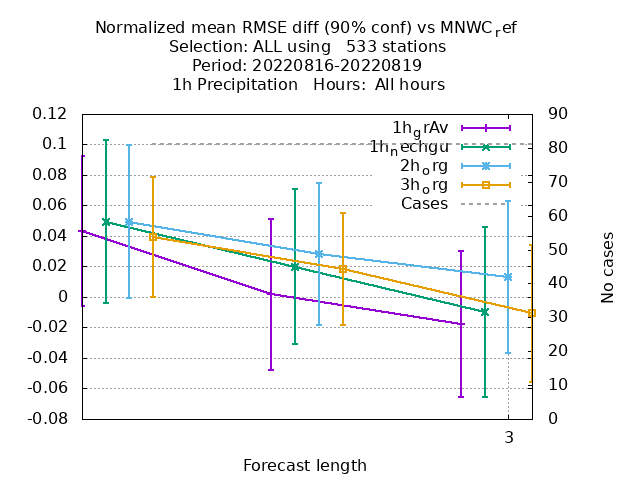 Normalized mean RMSE diff (90% conf) vs MNWC_ref
Selection: ALL using   533 stations
Period: 20220816-20220819
1h Precipitation   Hours:  All hours
0.12
0.1
0.08
0.06
0.04
0.02
0
-0.02
-0.04
-0.06
-0.08
1h_grAv
1h_nechgu
2h_org
3h_org
Cases
90
80
70
60
50
40
30
20
10
0
No cases
3
Forecast length